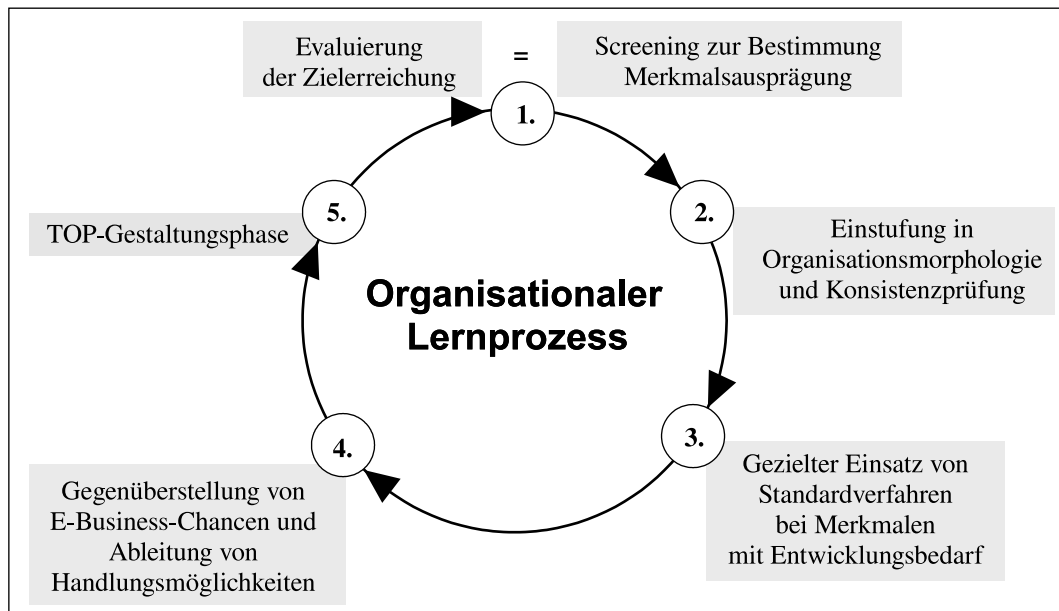 Evaluierung
der Zielerreichung
=
Screening zur Bestimmung
Merkmalsausprägung
1.
2.
Einstufung in
Organisationsmorphologie
und Konsistenzprüfung
3.
Gezielter Einsatz von
Standardverfahren
bei Merkmalen
mit Entwicklungsbedarf
4.
Gegenüberstellung von
E-Business-Chancen und
Ableitung von
Handlungsmöglichkeiten
5.
TOP-Gestaltungsphase
Organisationaler
Lernprozess